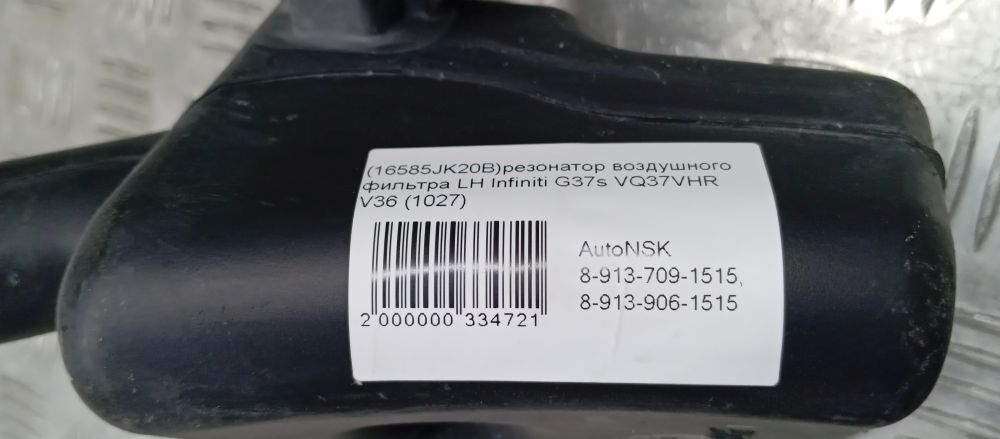 (16585JK20B)резонатор воздушного
фильтра LH Infiniti G37s VQ37VHR
V36 (1027)
AutoNSK
8-913-709-1515,
8-913-906-1515
2 000000 334721